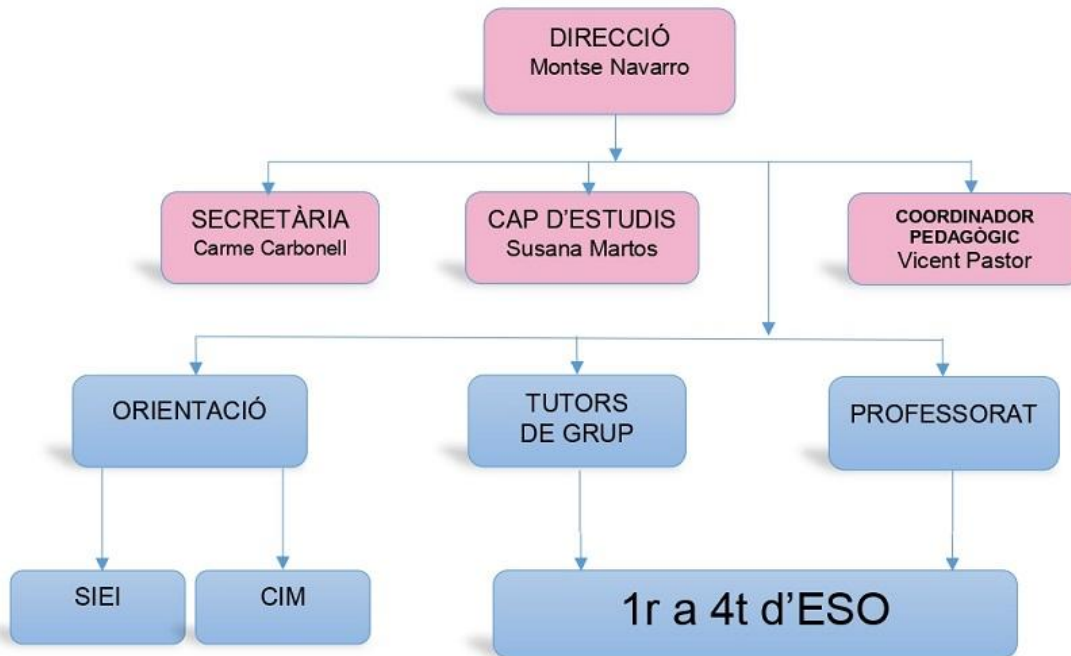 DIRECCIÓ
Montse Navarro
SECRETÀRIA
Carme Carbonell
CAP D'ESTUDIS
Susana Martos
COORDINADOR
PEDAGÒGIC
Vicent Pastor
ORIENTACIÓ
TUTORS
DE GRUP
PROFESSORAT
SIEI
CIM
1r a 4t d'ESO